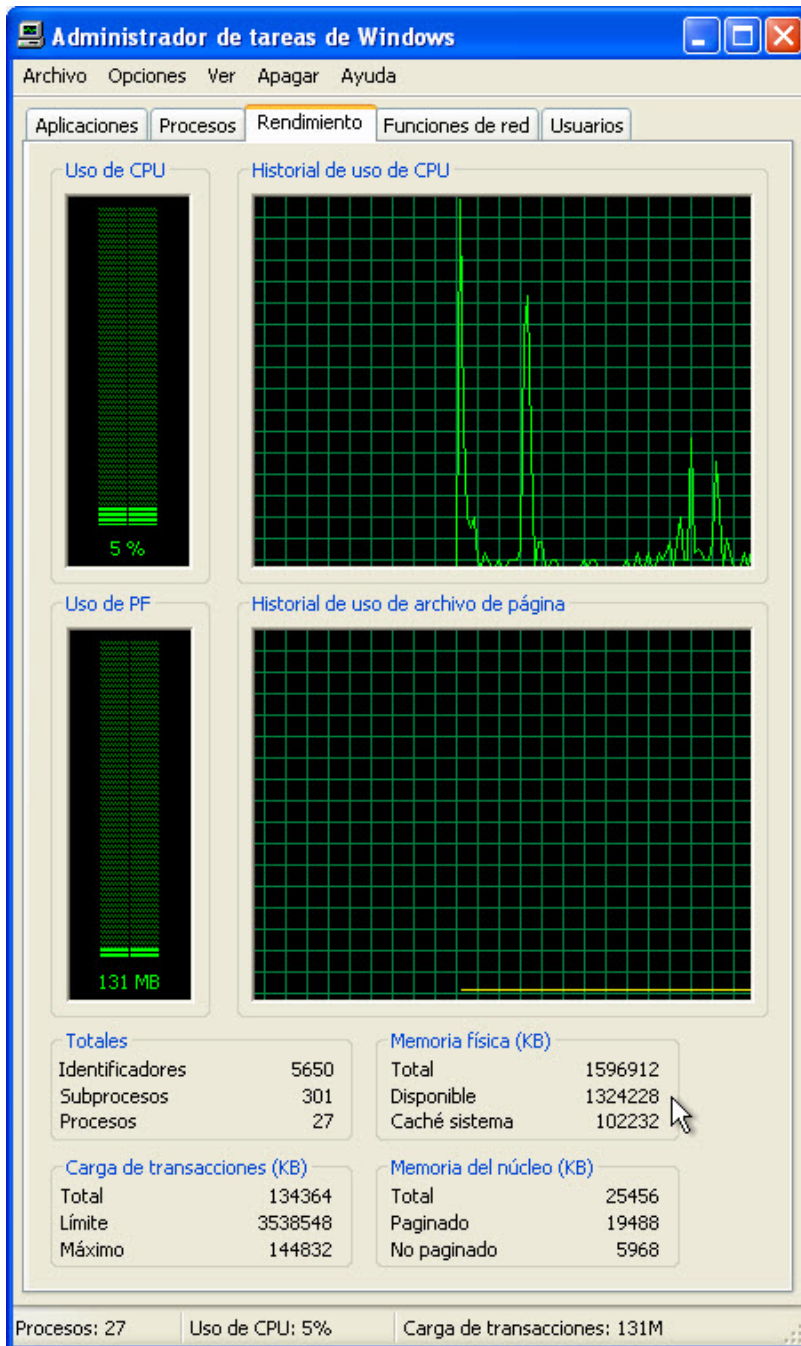 Administrador de tareas de Windows
Archivo Opciones Ver Apagar Ayuda
Aplicaciones Procesos Rendimiento Funciones de red Usuarios
Uso de CPU
Historial de uso de CPU
5 %
Uso de PF
Historial de uso de archivo de página
131 MB
Totales
Identificadores 5650
Subprocesos 301
Procesos 27
Memoria física (KB)
Total 1596912
Disponible 1324228
Caché sistema 102232
Carga de transacciones (KB)
Total 134364
Límite 3538548
Máximo 144832
Memoria del núcleo (KB)
Total 25456
Paginado 19488
No paginado 5968
Procesos: 27 Uso de CPU: 5% Carga de transacciones: 131M